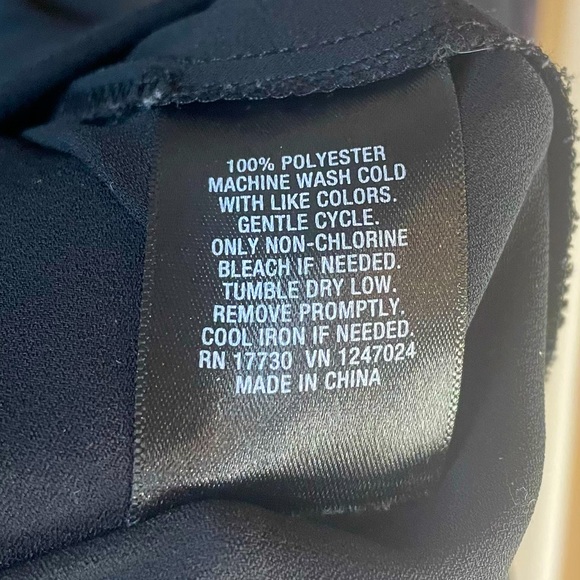 100% POLYESTER
MACHINE WASH COLD
WITH LIKE COLORS.
GENTLE CYCLE.
ONLY NON-CHLORINE
BLEACH IF NEEDED.
TUMBLE DRY LOW.
REMOVE PROMPTLY.
COOL IRON IF NEEDED.
RN 17730 VN 1247024
MADE IN CHINA